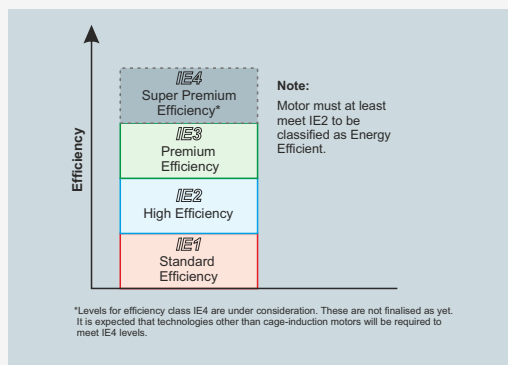 Efficiency
IE4
Super Premium
Efficiency*
IE3
Premium
Efficiency
IE2
High Efficiency
IE1
Standard
Efficiency
Note:
Motor must at least
meet IE2 to be
classified as Energy
Efficient.
*Levels for efficiency class IE4 are under consideration. These are not finalised as yet.
It is expected that technologies other than cage-induction motors will be required to
meet IE4 levels.